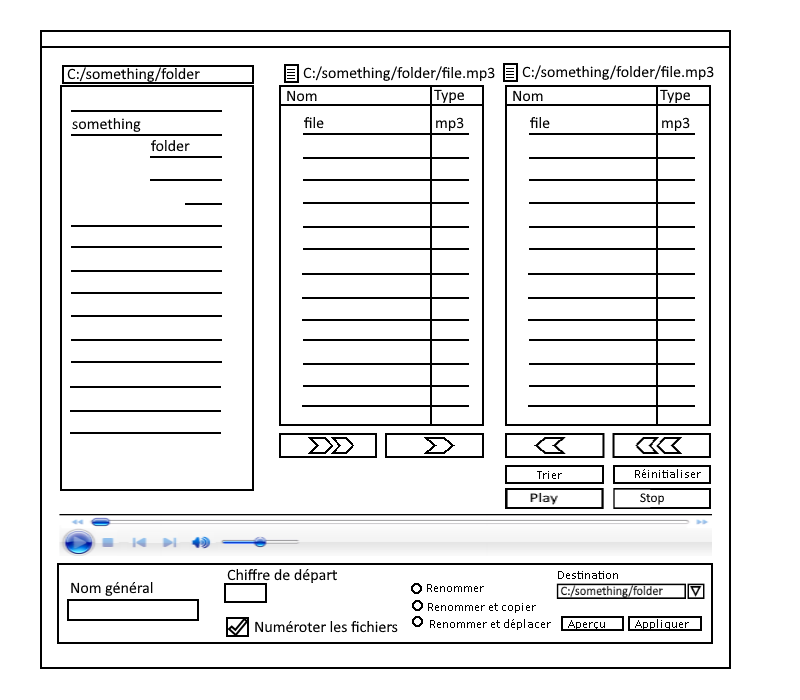 C:/something/folder
something
folder
C:/something/folder/file.mp3
Nom Type
file mp3
C:/something/folder/file.mp3
Nom Type
file mp3
Trier Réinitialiser
Play Stop
Nom général
Chiffre de départ
Numéroter les fichiers
Renommer
Renommer et copier
Renommer et déplacer
Destination
C:/something/folder
Aperçu Appliquer